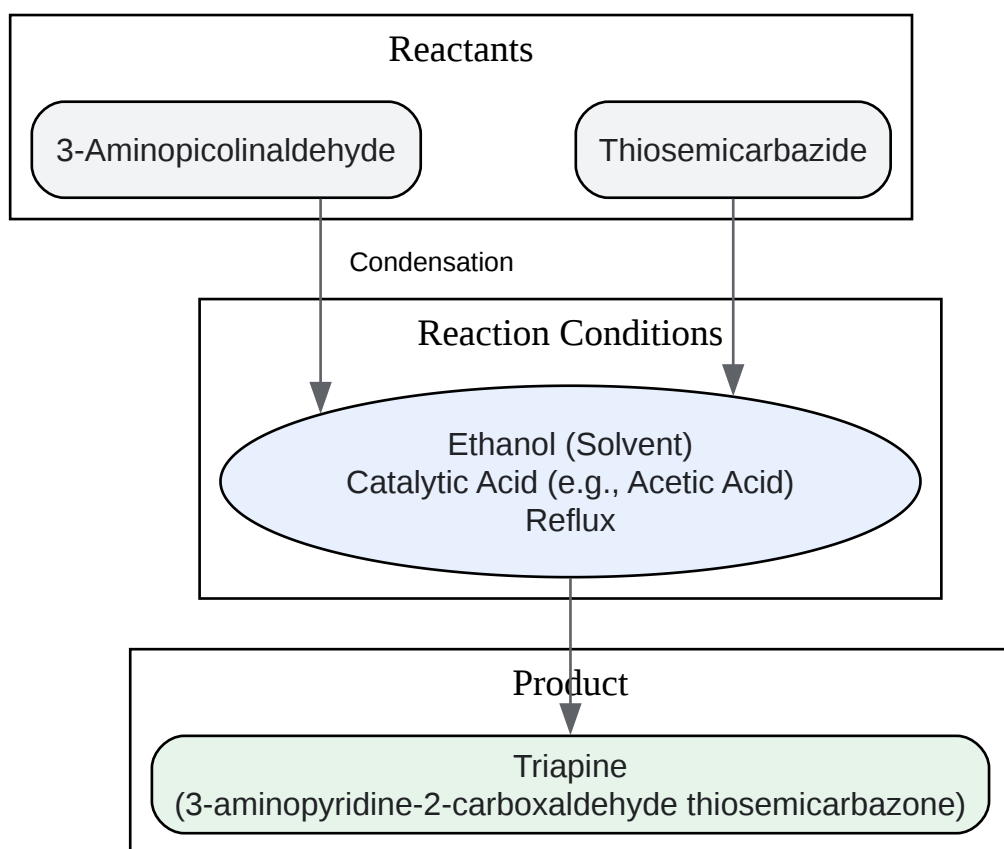 Reactants
3-Aminopicolinaldehyde
Thiosemicarbazide
Condensation
Reaction Conditions
Ethanol (Solvent)
Catalytic Acid (e.g., Acetic Acid)
Reflux
Product
Triapine
(3-aminopyridine-2-carboxaldehyde thiosemicarbazone)